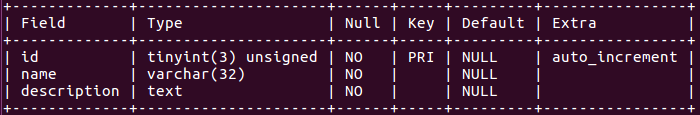 +-------------+---------------------+------+-----+---------+----------------+
| Field       | Type                | Null | Key | Default | Extra          |
+-------------+---------------------+------+-----+---------+----------------+
| id          | tinyint(3) unsigned | NO   | PRI | NULL    | auto_increment |
| name        | varchar(32)         | NO   |     | NULL    |                |
| description | text                | NO   |     | NULL    |                |
+-------------+---------------------+------+-----+---------+----------------+